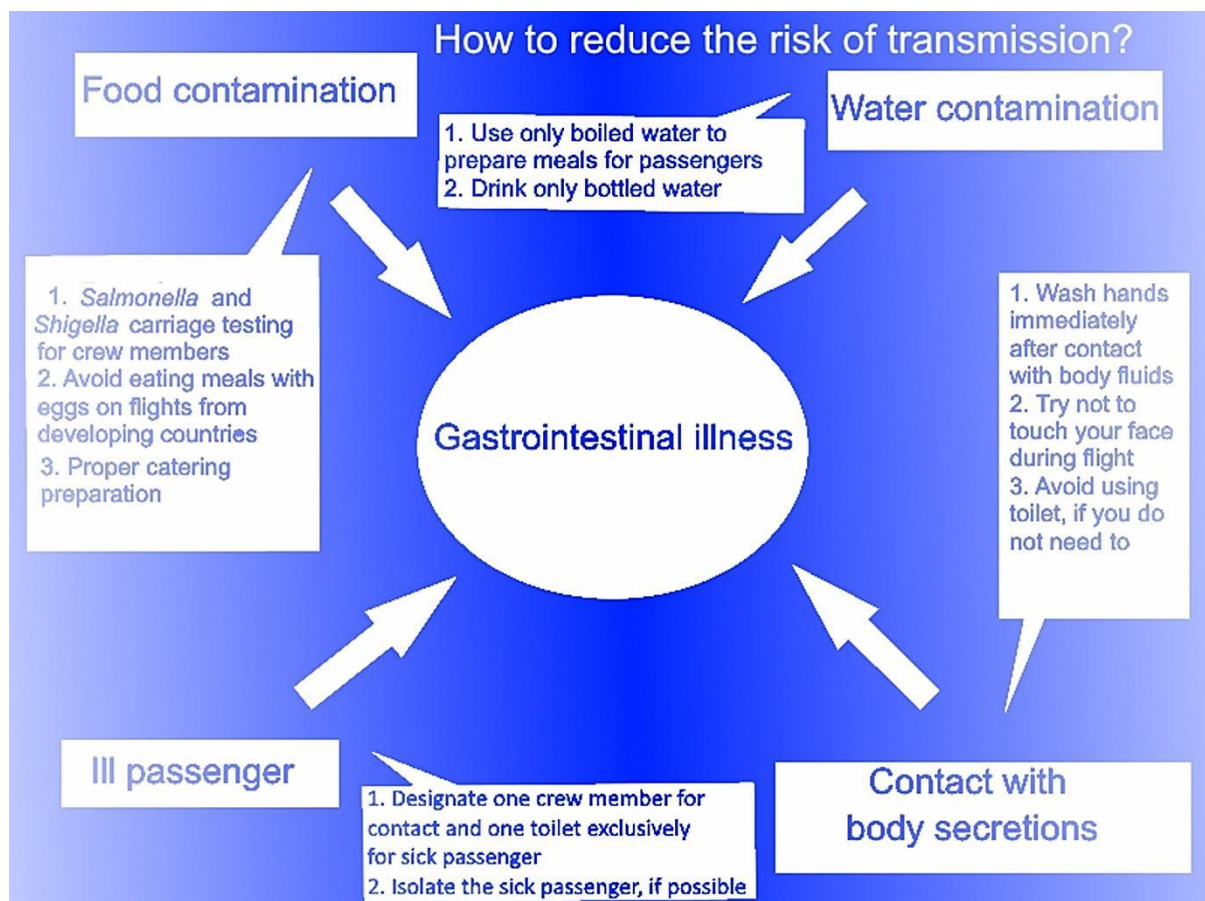 How to reduce the risk of transmission?
Food contamination
1. Use only boiled water to
prepare meals for passengers
2. Drink only bottled water
Water contamination
1. Salmonella and
Shigella carriage testing
for crew members
2. Avoid eating meals with
eggs on flights from
developing countries
3. Proper catering
preparation
Gastrointestinal illness
1. Wash hands
immediately
after contact
with body fluids
2. Try not to
touch your face
during flight
3. Avoid using
toilet, if you do
not need to
Ill passenger
1. Designate one crew member for
contact and one toilet exclusively
for sick passenger
2. Isolate the sick passenger, if possible
Contact with
body secretions